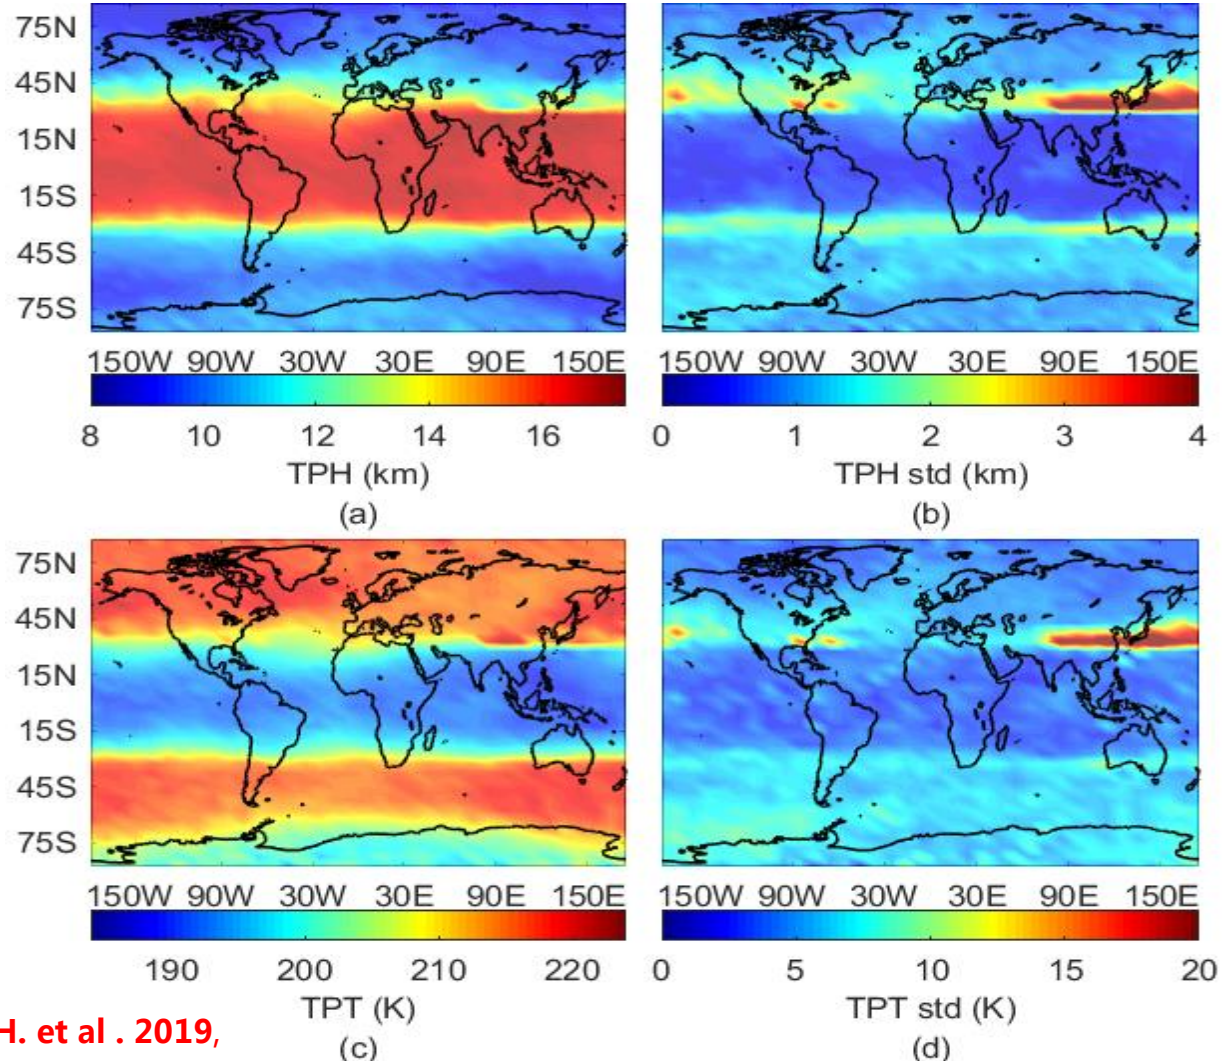 75N
45N
15N
15S
45S
75S
150W 90W 30W 30E 90E 150E
150W 90W 30W 30E 90E 150E
8 10 12 14 16
0 1 2 3 4
TPH (km)
TPH std (km)
(a)
(b)
75N
45N
15N
15S
45S
75S
150W 90W 30W 30E 90E 150E
150W 90W 30W 30E 90E 150E
190 200 210 220
0 5 10 15 20
TPT (K)
TPT std (K)
H. et al . 2019,
(c)
(d)